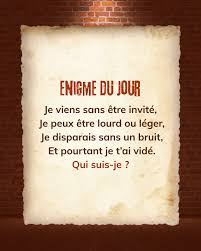 ENIGME DU JOUR
Je viens sans être invité,
Je peux être lourd ou léger,
Je disparais sans un bruit,
Et pourtant je t'ai vidé.
Qui suis-je ?